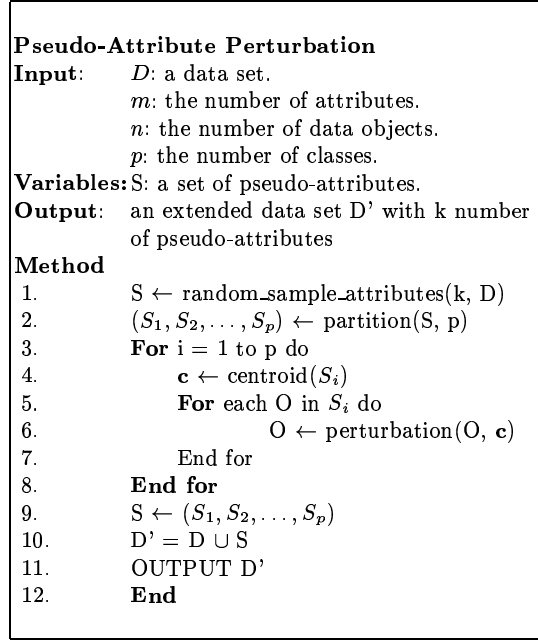 Pseudo-Attribute Perturbation
Input: D: a data set.
m: the number of attributes.
n: the number of data objects.
p: the number of classes.
Variables: S: a set of pseudo-attributes.
Output: an extended data set D' with k number
of pseudo-attributes
Method
1. S ← random_sample_attributes(k, D)
2. (S₁, S₂, . . . , Sₚ) ← partition(S, p)
3. For i = 1 to p do
4. c ← centroid(Sᵢ)
5. For each O in Sᵢ do
6. O ← perturbation(O, c)
7. End for
8. End for
9. S ← (S₁, S₂, . . . , Sₚ)
10. D' = D ∪ S
11. OUTPUT D'
12. End